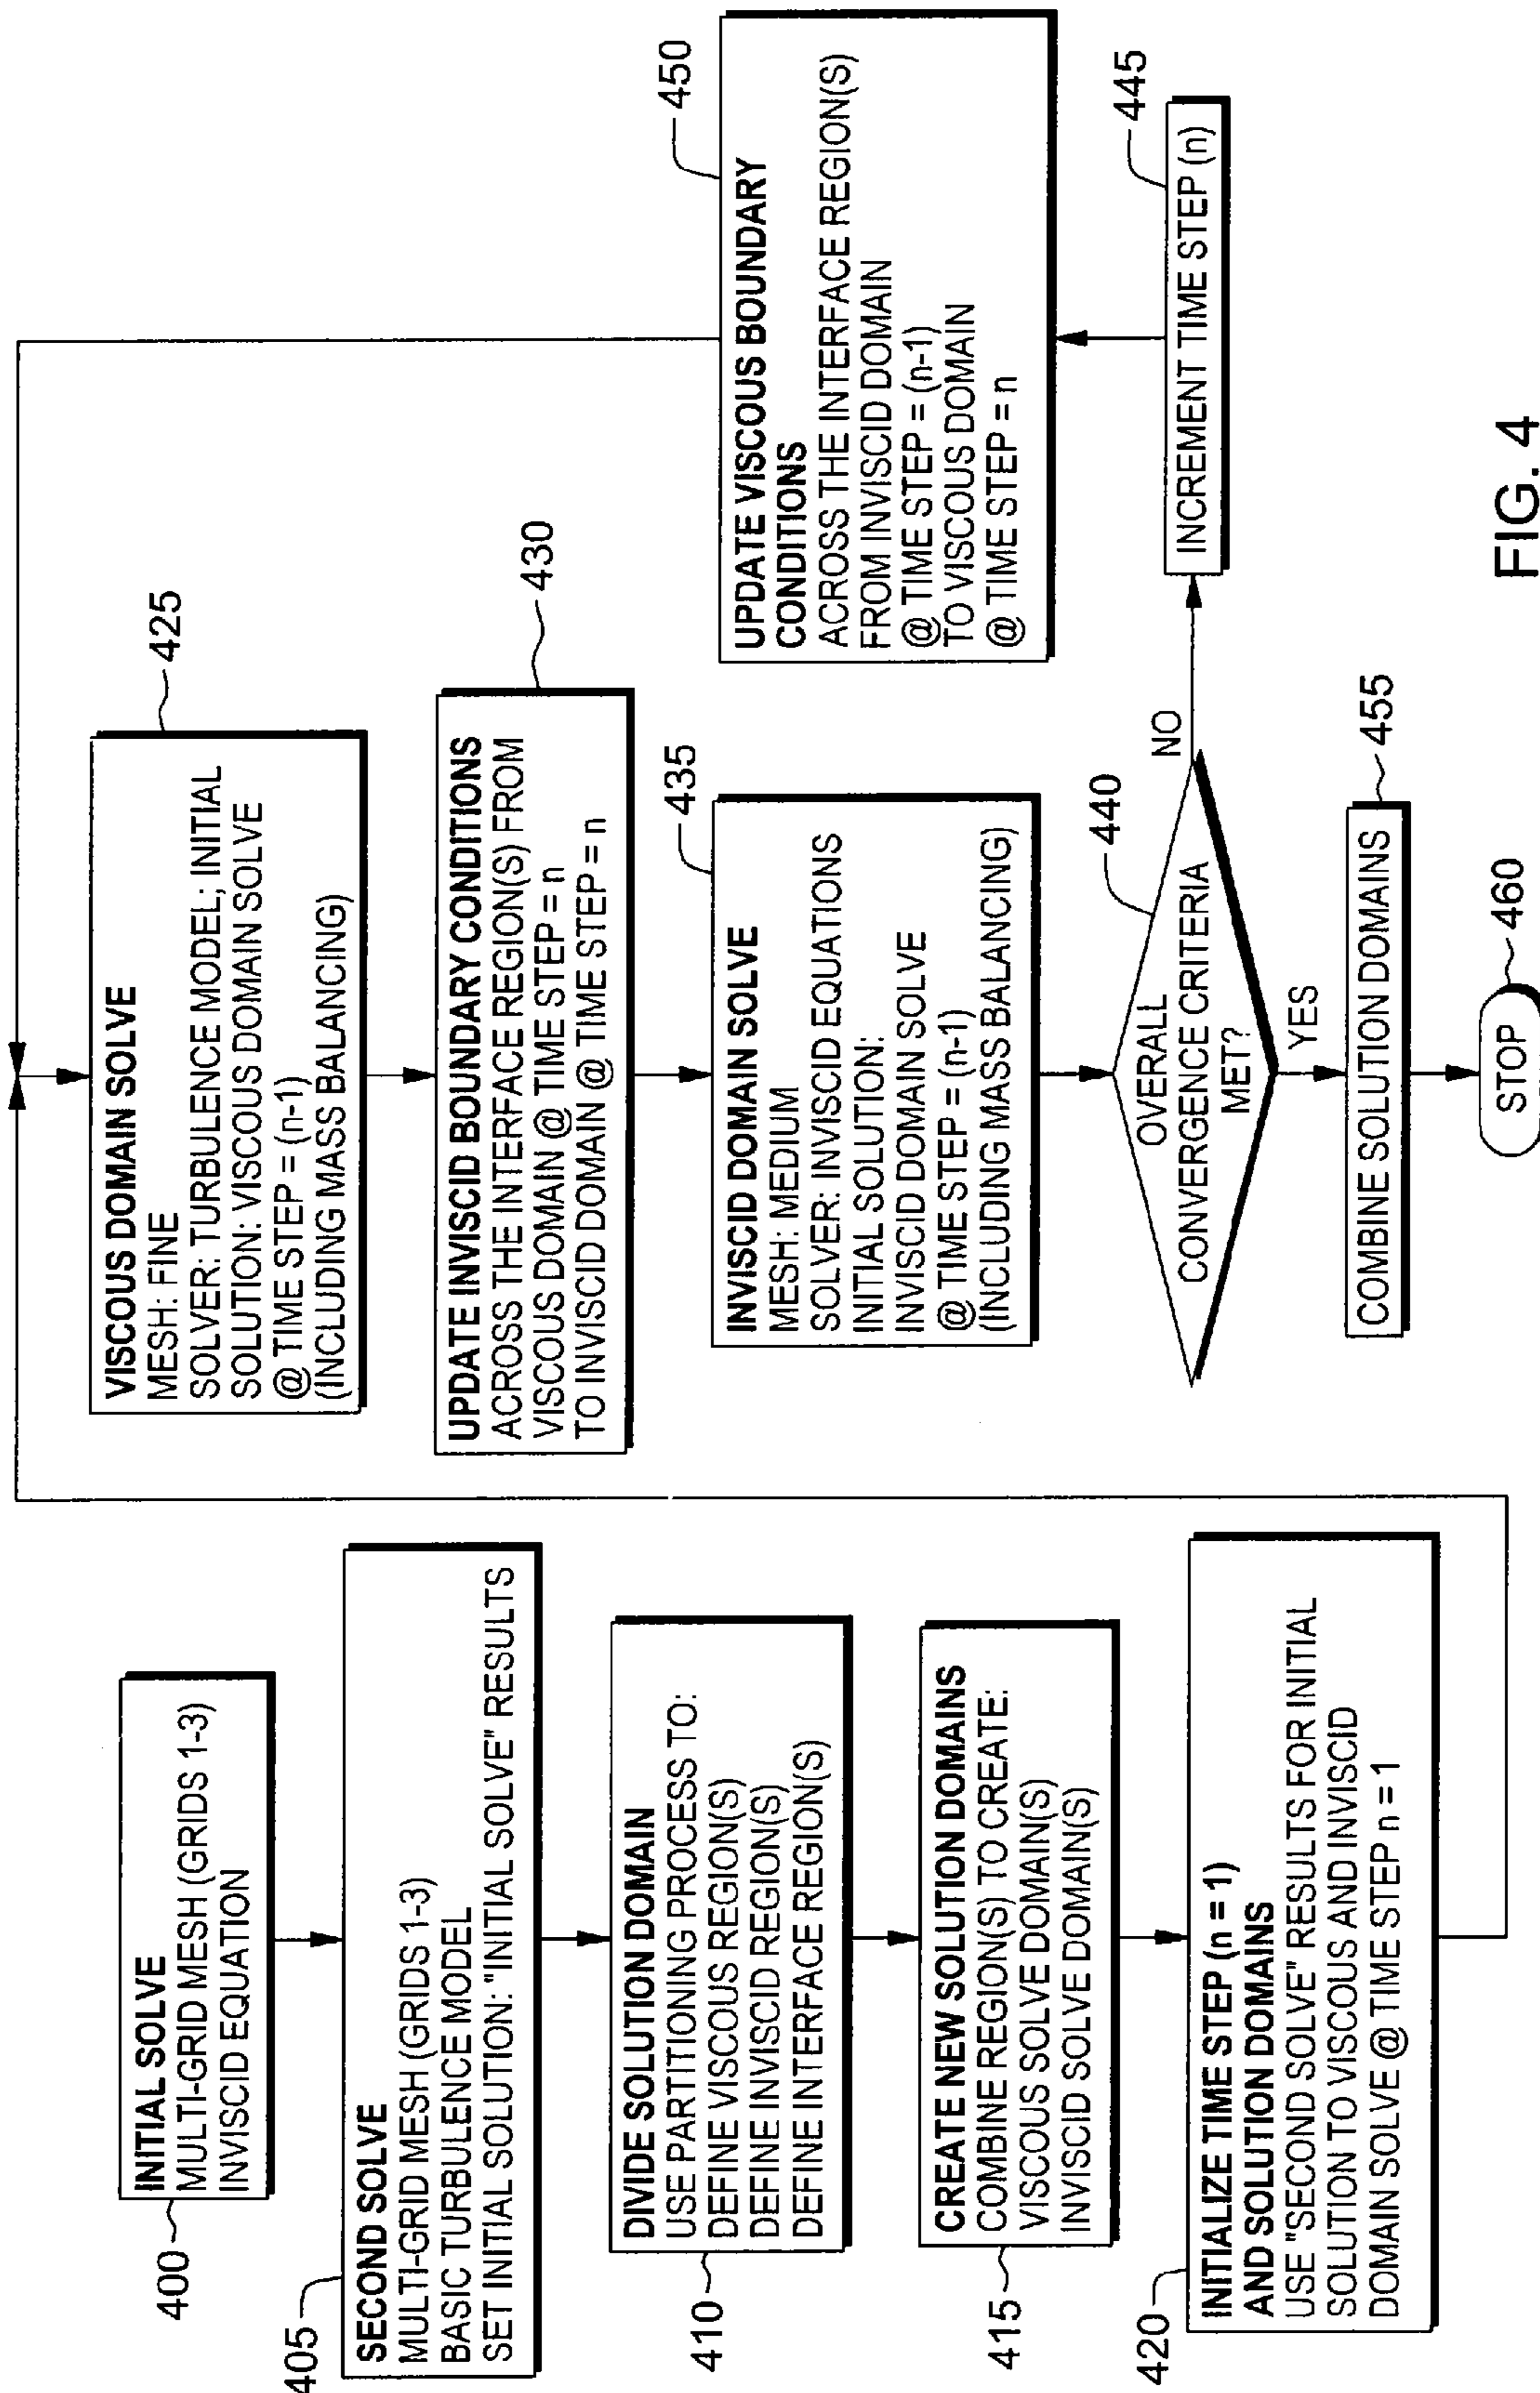 INITIAL SOLVE
MULTI-GRID MESH (GRIDS 1-3)
INVISCID EQUATION
400
SECOND SOLVE
MULTI-GRID MESH (GRIDS 1-3)
BASIC TURBULENCE MODEL
SET INITIAL SOLUTION: "INITIAL SOLVE" RESULTS
405
DIVIDE SOLUTION DOMAIN
USE PARTITIONING PROCESS TO:
DEFINE VISCOUS REGION(S)
DEFINE INVISCID REGION(S)
DEFINE INTERFACE REGION(S)
410
CREATE NEW SOLUTION DOMAINS
COMBINE REGION(S) TO CREATE:
VISCOUS SOLVE DOMAIN(S)
INVISCID SOLVE DOMAIN(S)
415
INITIALIZE TIME STEP (n = 1)
AND SOLUTION DOMAINS
USE "SECOND SOLVE" RESULTS FOR INITIAL
SOLUTION TO VISCOUS AND INVISCID
DOMAIN SOLVE @ TIME STEP n = 1
420
VISCOUS DOMAIN SOLVE
MESH: FINE
SOLVER: TURBULENCE MODEL; INITIAL
SOLUTION: VISCOUS DOMAIN SOLVE
@ TIME STEP = (n-1)
(INCLUDING MASS BALANCING)
425
UPDATE INVISCID BOUNDARY CONDITIONS
ACROSS THE INTERFACE REGION(S) FROM
VISCOUS DOMAIN @ TIME STEP = n
TO INVISCID DOMAIN @ TIME STEP = n
430
INVISCID DOMAIN SOLVE
MESH: MEDIUM
SOLVER: INVISCID EQUATIONS
INITIAL SOLUTION:
INVISCID DOMAIN SOLVE
@ TIME STEP = (n-1)
(INCLUDING MASS BALANCING)
435
OVERALL
CONVERGENCE CRITERIA
MET?
440
NO
YES
INCREMENT TIME STEP (n)
445
UPDATE VISCOUS BOUNDARY
CONDITIONS
ACROSS THE INTERFACE REGION(S)
FROM INVISCID DOMAIN
@ TIME STEP = (n-1)
TO VISCOUS DOMAIN
@ TIME STEP = n
450
COMBINE SOLUTION DOMAINS
455
STOP
460
FIG. 4